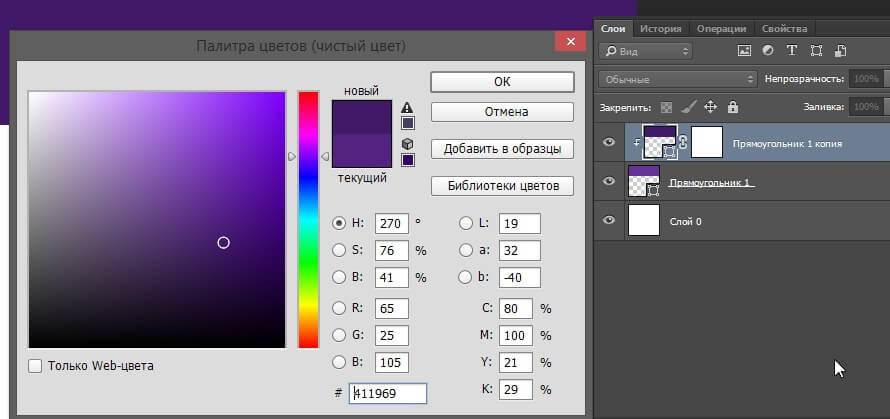 Палитра цветов (чистый цвет)
новый
текущий
ОК
Отмена
Добавить в образцы
Библиотеки цветов
H: 270 °
S: 76 %
B: 41 %
R: 65
G: 25
B: 105
L: 19
a: 32
b: -40
C: 80 %
M: 100 %
Y: 21 %
K: 29 %
Только Web-цвета
# 411969
Слои История Операции Свойства
Вид
Обычные Непрозрачность: 100%
Закрепить: Заливка: 100%
Прямоугольник 1 копия
Прямоугольник 1
Слой 0